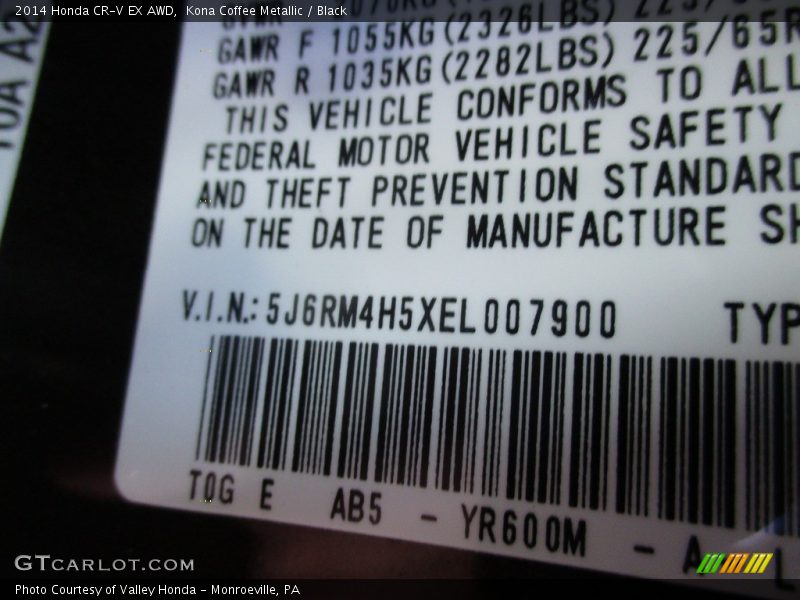 2014 Honda CR-V EX AWD, Kona Coffee Metallic / Black
GAWR F 1055KG (2326LBS) 225/65R
GAWR R 1035KG (2282LBS) 225/65R
THIS VEHICLE CONFORMS TO ALL
FEDERAL MOTOR VEHICLE SAFETY
AND THEFT PREVENTION STANDARD
ON THE DATE OF MANUFACTURE SH
V.I.N.: 5J6RM4H5XEL007900 TYP
T0G E AB5 - YR600M - A
GTCARLOT.COM
Photo Courtesy of Valley Honda - Monroeville, PA